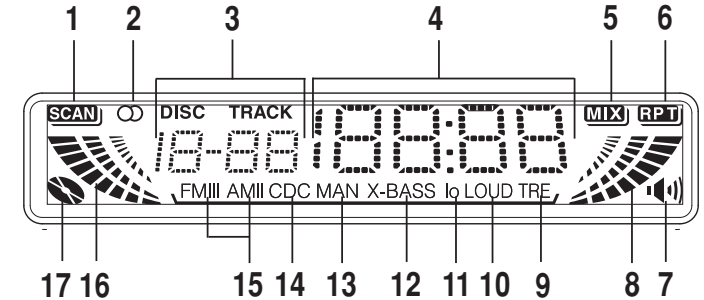 1 2 3 4 5 6
SCAN DISC TRACK MIX RPT
18-88 188:88
FMIII AMII CDC MAN X-BASS lo LOUD TRE
17 16 15 14 13 12 11 10 9 8 7